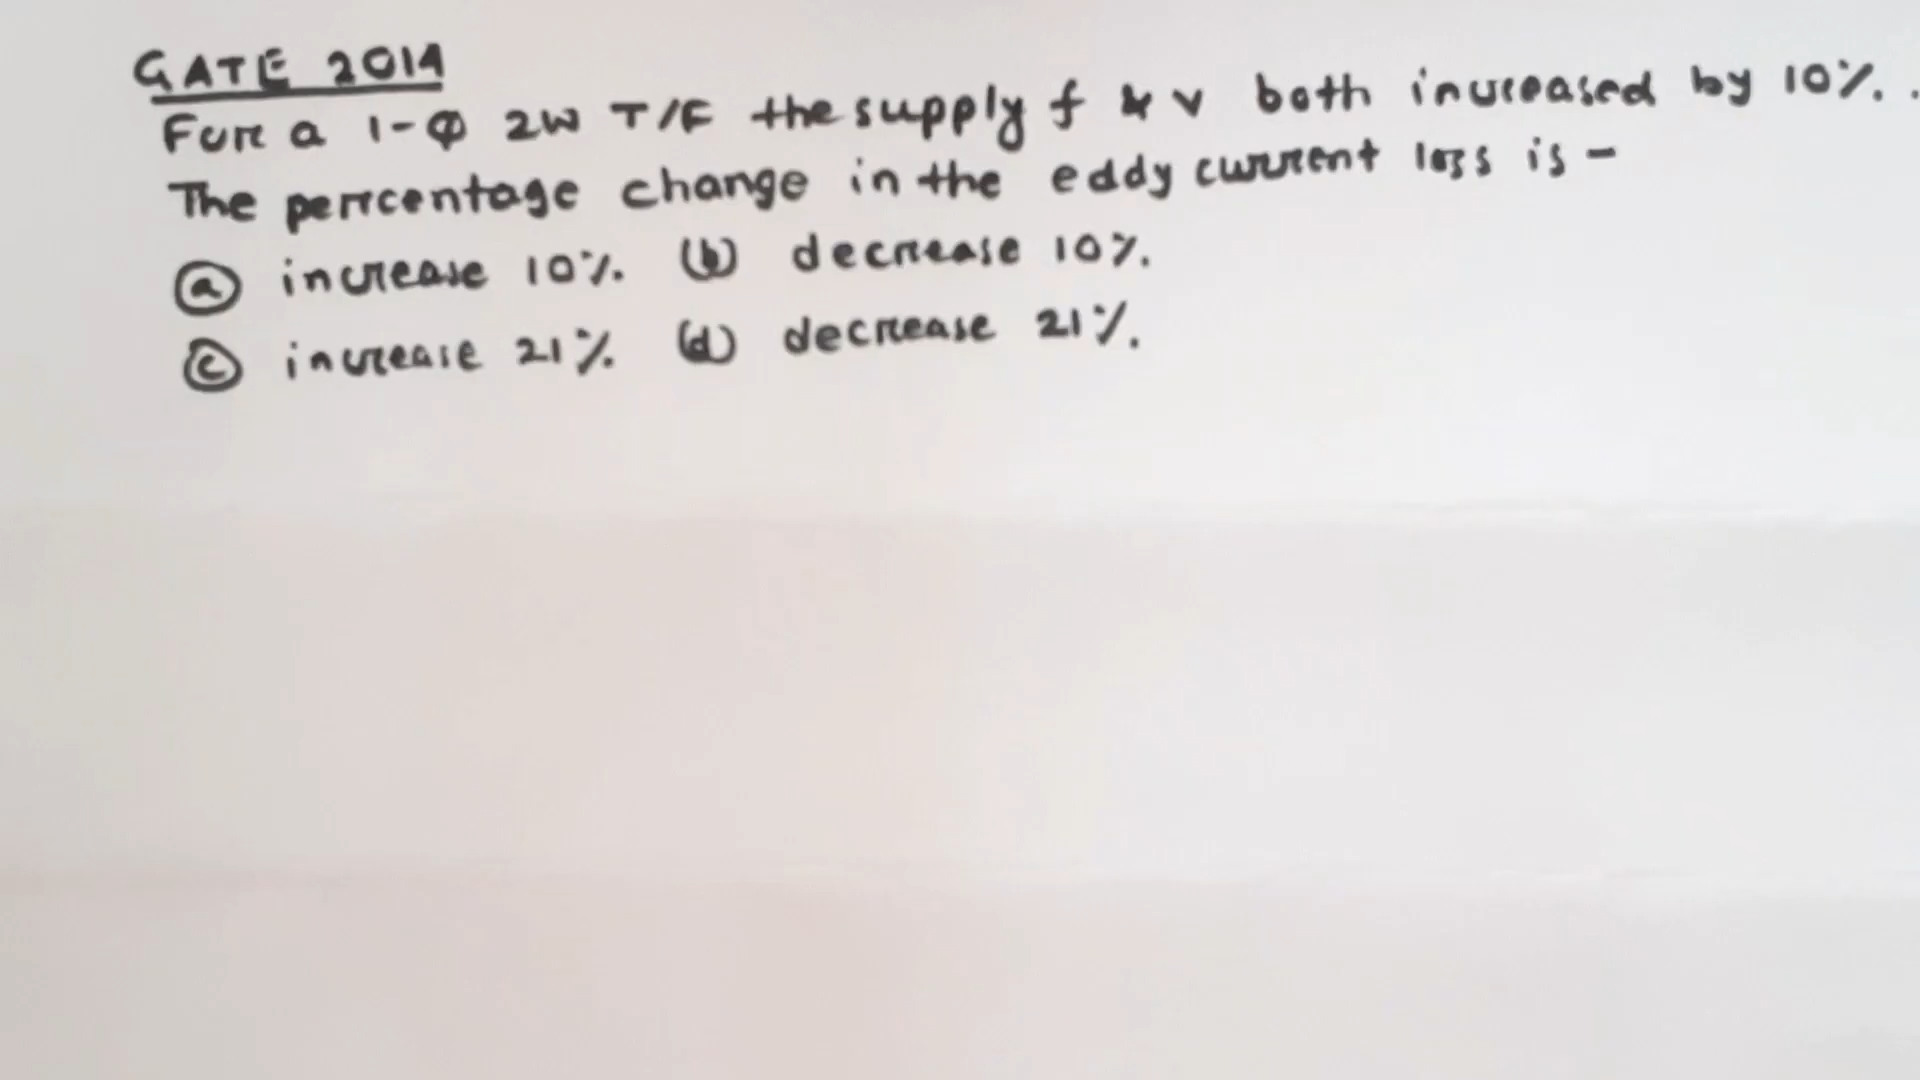 GATE 2014
For a 1-Φ 2W T/F the supply f & v both increased by 10%.
The percentage change in the eddy current loss is -
(a) increase 10%. (b) decrease 10%.
(c) increase 21% (d) decrease 21%.